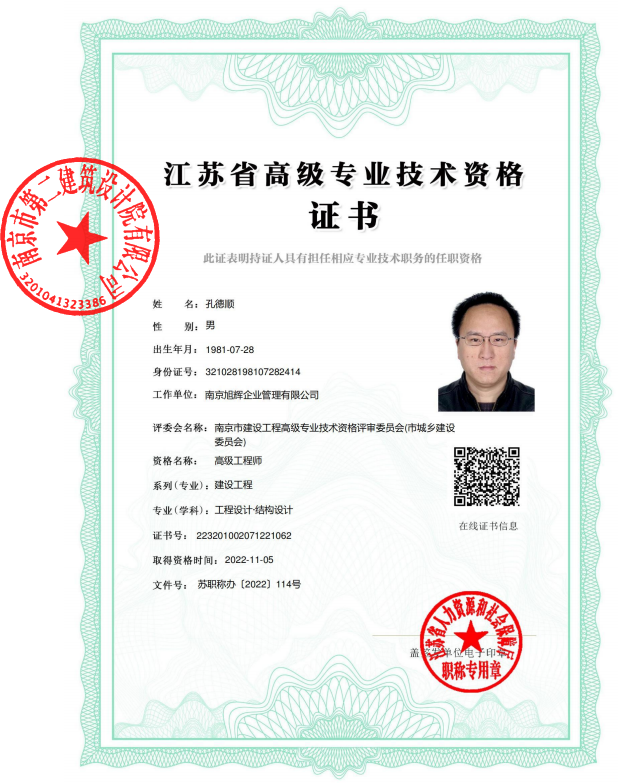 江苏省高级专业技术资格
证书
此证表明持证人具有担任相应专业技术职务的任职资格
南京市第二建筑设计院有限公司
3201041323386
姓 名：孔德顺
性 别：男
出生年月：1981-07-28
身份证号：321028198107282414
工作单位：南京旭辉企业管理有限公司
评委会名称：南京市建设工程高级专业技术资格评审委员会(市城乡建设
委员会)
资格名称：高级工程师
系列(专业)：建设工程
专业(学科)：工程设计-结构设计
证书号：223201002071221062
取得资格时间：2022-11-05
文件号：苏职称办〔2022〕114号
在线证书信息
江苏省人力资源和社会保障厅
职称专用章
单位电子印章